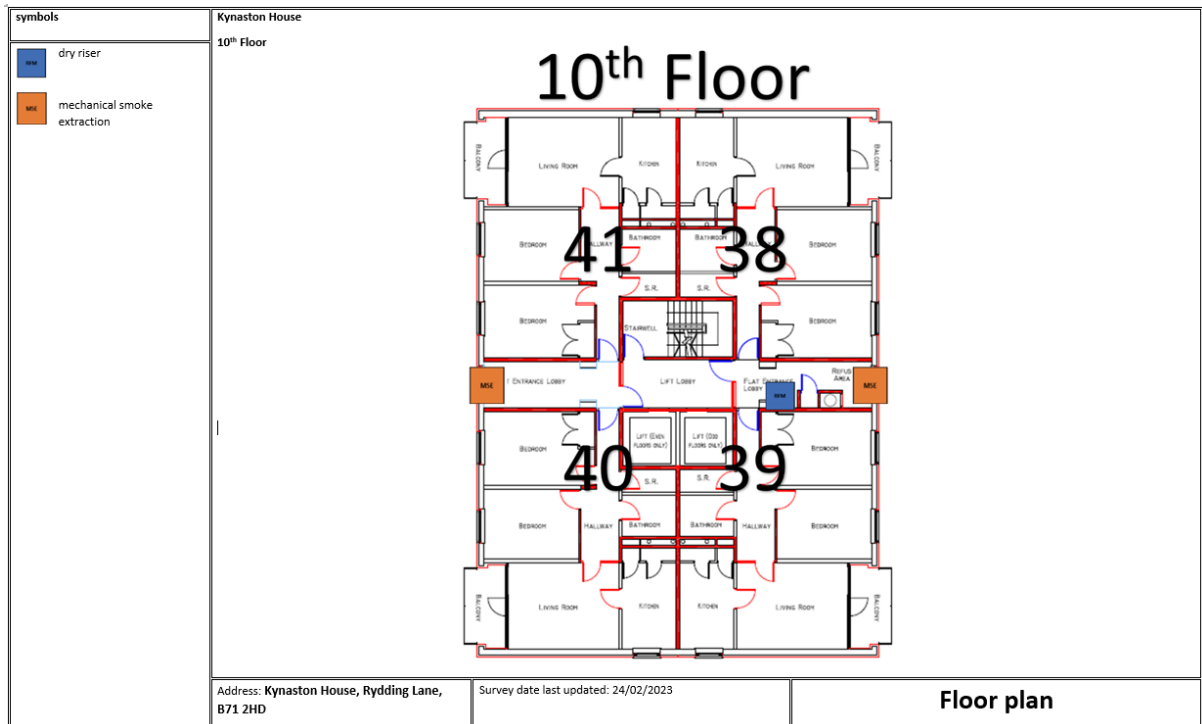 symbols
dry riser
MSE
mechanical smoke
extraction
Kynaston House
10th Floor
10th Floor
BALCONY
LIVING ROOM
KITCHEN
KITCHEN
LIVING ROOM
BALCONY
BEDROOM
41
HALLWAY
BATHROOM
BATHROOM
38
HALLWAY
BEDROOM
S.R.
S.R.
BEDROOM
STAIRWELL
BEDROOM
MSE
T ENTRANCE LOBBY
LIFT LOBBY
FLAT ENTRANCE
LOBBY
REFUS
AREA
MSE
BEDROOM
LIFT (EVEN
FLOORS ONLY)
LIFT (ODD
FLOORS ONLY)
BEDROOM
40
S.R.
S.R.
39
BEDROOM
HALLWAY
BATHROOM
BATHROOM
HALLWAY
BEDROOM
BALCONY
LIVING ROOM
KITCHEN
KITCHEN
LIVING ROOM
BALCONY
Address: Kynaston House, Rydding Lane,
B71 2HD
Survey date last updated: 24/02/2023
Floor plan